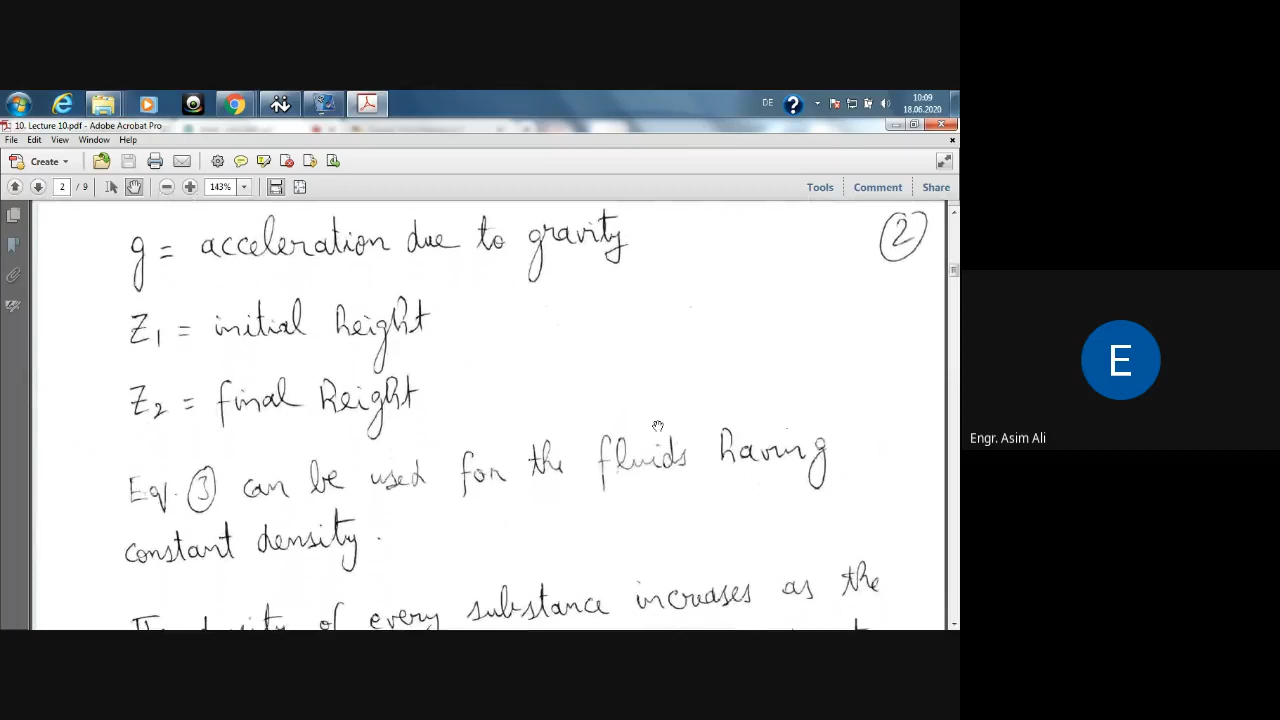 DE
10:09
18.06.2020
10. Lecture 10.pdf - Adobe Acrobat Pro
File Edit View Window Help
Create
2 / 9 143% Tools Comment Share
g = acceleration due to gravity
2
Z1 = initial height
Z2 = final height
Eq. 3 can be used for the fluids having
constant density.
of every substance increases as the
E
Engr. Asim Ali